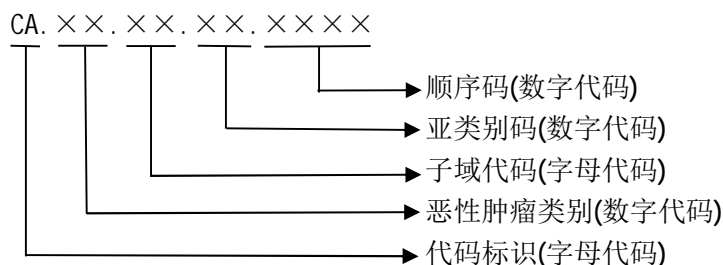 CA.××.××.××.××××
顺序码(数字代码)
亚类别码(数字代码)
子域代码(字母代码)
恶性肿瘤类别(数字代码)
代码标识(字母代码)